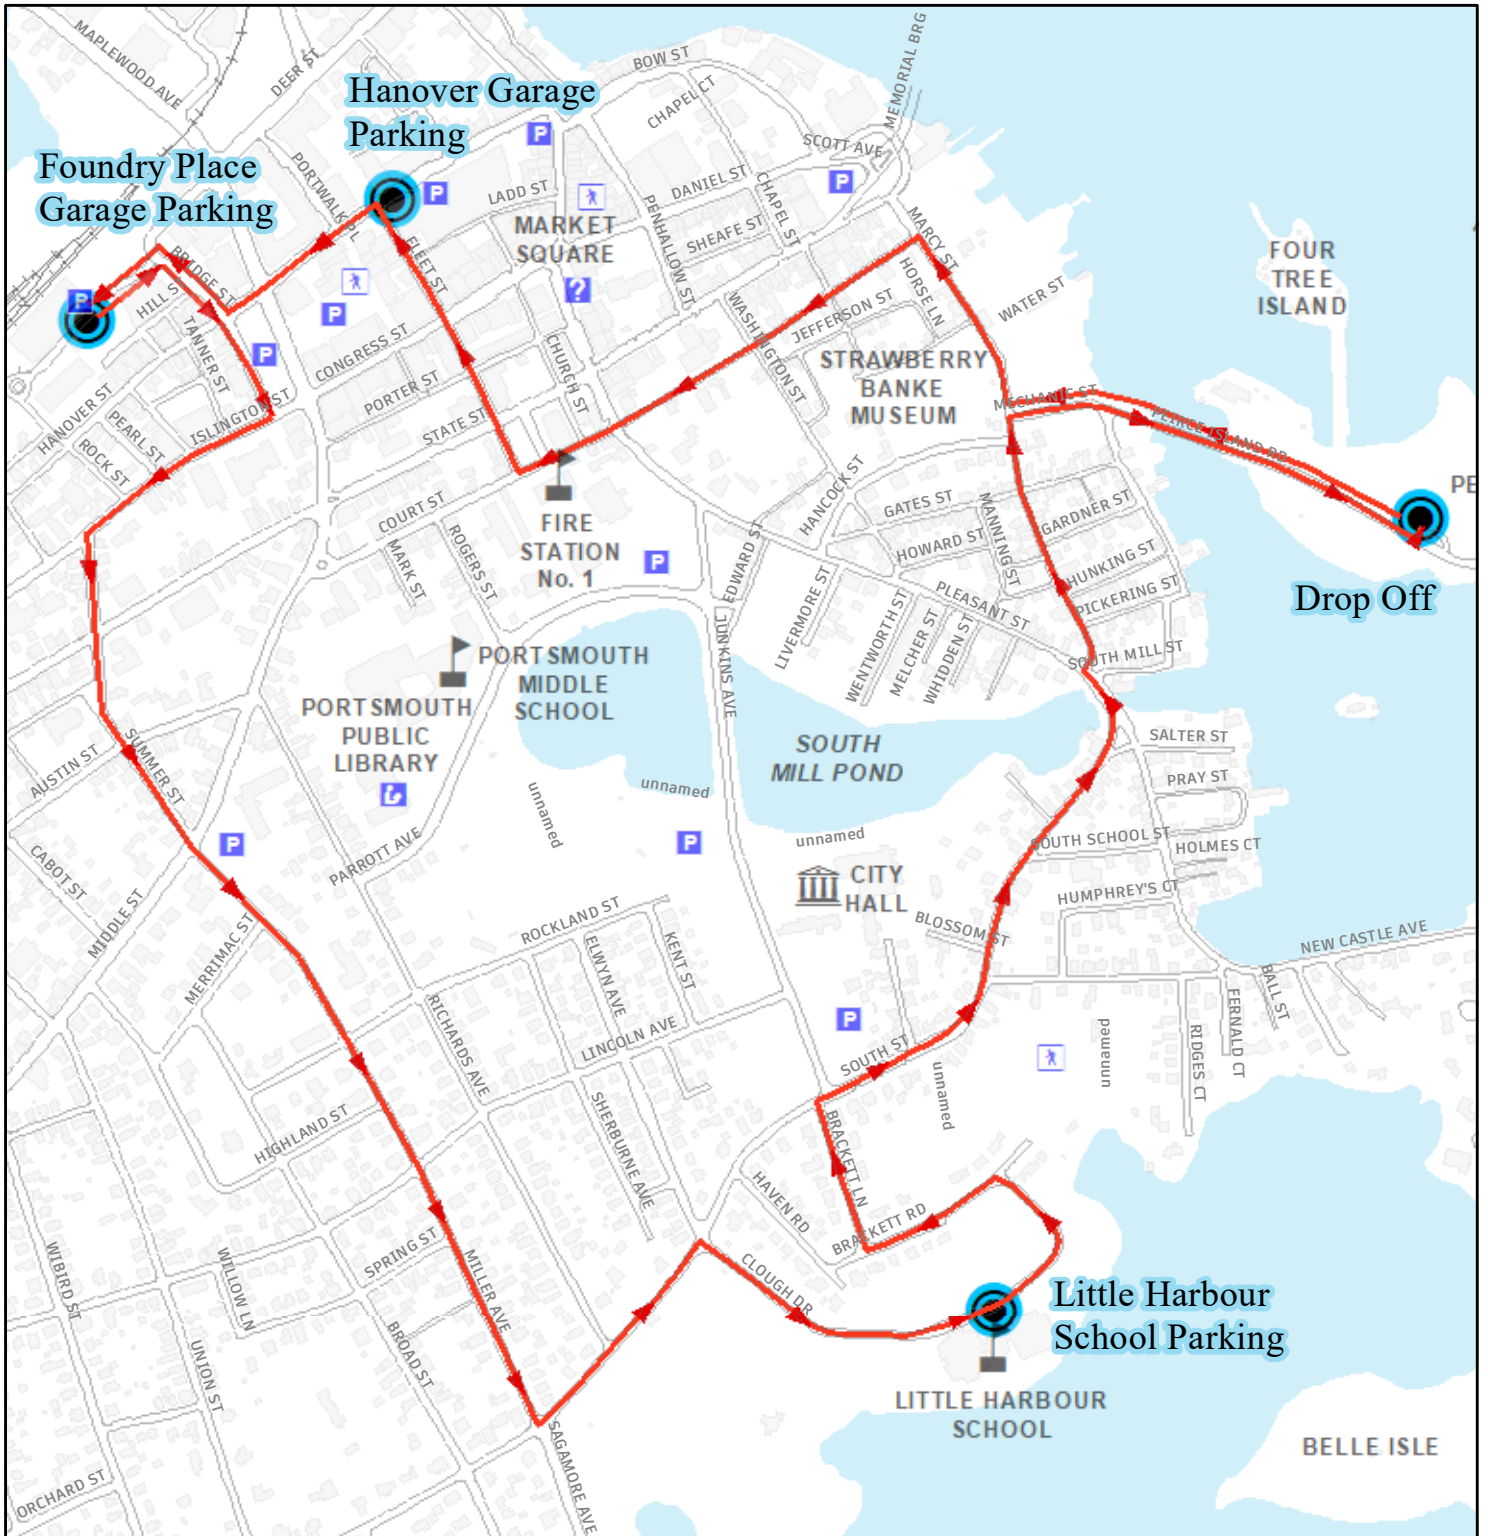 MAPLEWOOD AVE
DEER ST
BOW ST
CHAPEL CT
MEMORIAL BRG
Hanover Garage
Parking
P
SCOTT AVE
Foundry Place
Garage Parking
PORTWALK PL
P
LADD ST
DANIEL ST
CHAPEL ST
P
MARKET
SQUARE
PENHALLOW ST
SHEAFE ST
MARCY ST
FOUR
TREE
ISLAND
BRIDGE ST
FLEET ST
HORSE LN
P
HILL S
P
?
WASHINGTON ST
JEFFERSON ST
WATER ST
TANNER ST
P
CONGRESS ST
CHURCH ST
STRAWBERRY
BANKE
MUSEUM
PORTER ST
HANOVER ST
PEARL ST
ISLINGTON ST
STATE ST
MECHANIC ST
PEIRCE ISLAND RD
ROCK ST
COURT ST
HANCOCK ST
GATES ST
MANNING ST
GARDNER ST
PE
FIRE
STATION
No. 1
ROGERS ST
MARK ST
P
EDWARD ST
HOWARD ST
HUNKING ST
LIVERMORE ST
PLEASANT ST
PICKERING ST
Drop Off
WENTWORTH ST
MELCHER ST
WHIDDEN ST
JUNKINS AVE
SOUTH MILL ST
PORTSMOUTH
MIDDLE
SCHOOL
PORTSMOUTH
PUBLIC
LIBRARY
SOUTH
MILL POND
SALTER ST
SUMMER ST
AUSTIN ST
unnamed
unnamed
PRAY ST
P
P
unnamed
SOUTH SCHOOL ST
HOLMES CT
CABOT ST
PARROTT AVE
CITY
HALL
HUMPHREY'S CT
MIDDLE ST
MERRIMAC ST
ROCKLAND ST
BLOSSOM ST
NEW CASTLE AVE
ELWYN AVE
KENT ST
BALL ST
FERNALD CT
RICHARDS AVE
LINCOLN AVE
P
SOUTH ST
unnamed
unnamed
RIDGES CT
HIGHLAND ST
SHERBURNE AVE
BRACKETT LN
HAVEN RD
BRACKETT RD
WIBIRD ST
WILLOW LN
SPRING ST
MILLER AVE
CLOUGH DR
Little Harbour
School Parking
UNION ST
BROAD ST
LITTLE HARBOUR
SCHOOL
BELLE ISLE
SAGAMORE AVE
ORCHARD ST